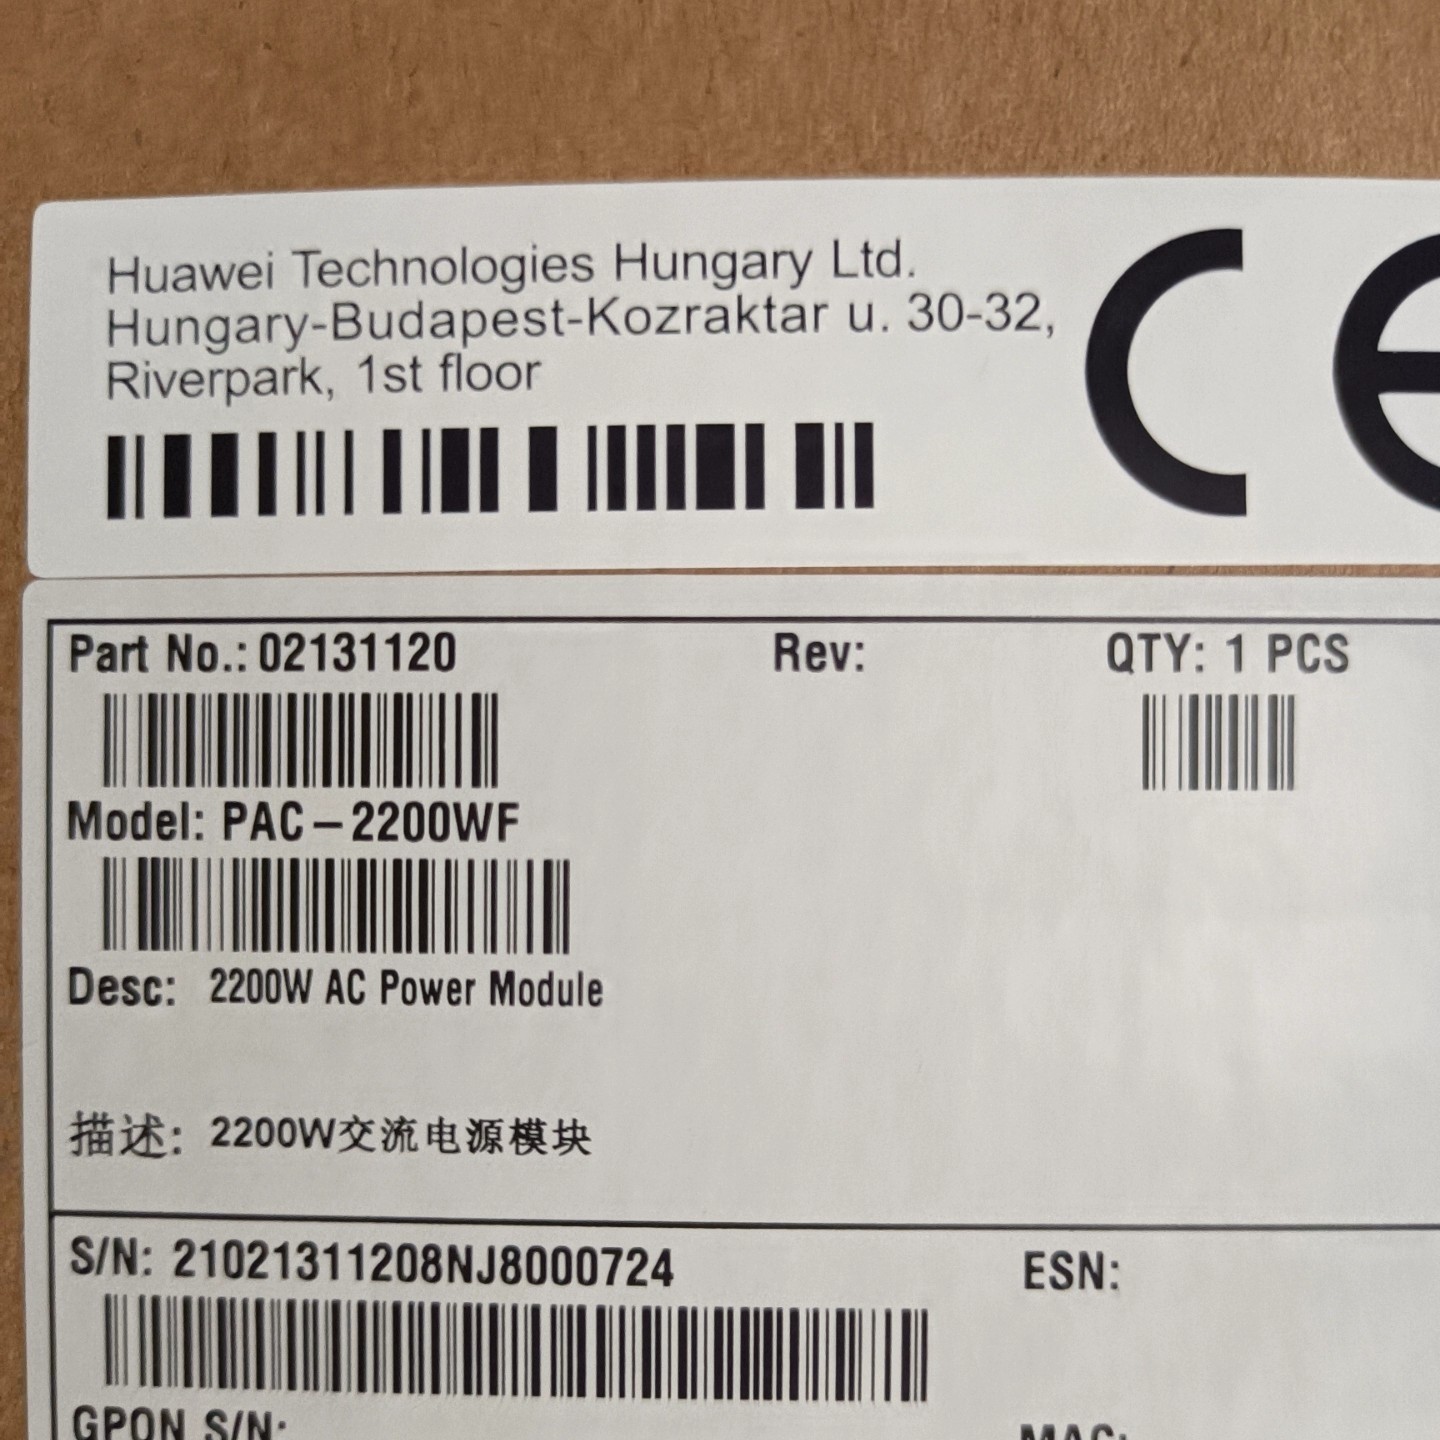 Huawei Technologies Hungary Ltd.
Hungary-Budapest-Kozraktar u. 30-32,
Riverpark, 1st floor
CE
Part No.: 02131120 Rev: QTY: 1 PCS
Model: PAC-2200WF
Desc: 2200W AC Power Module
描述: 2200W交流电源模块
S/N: 21021311208NJ8000724 ESN:
GPON S/N: MAC: